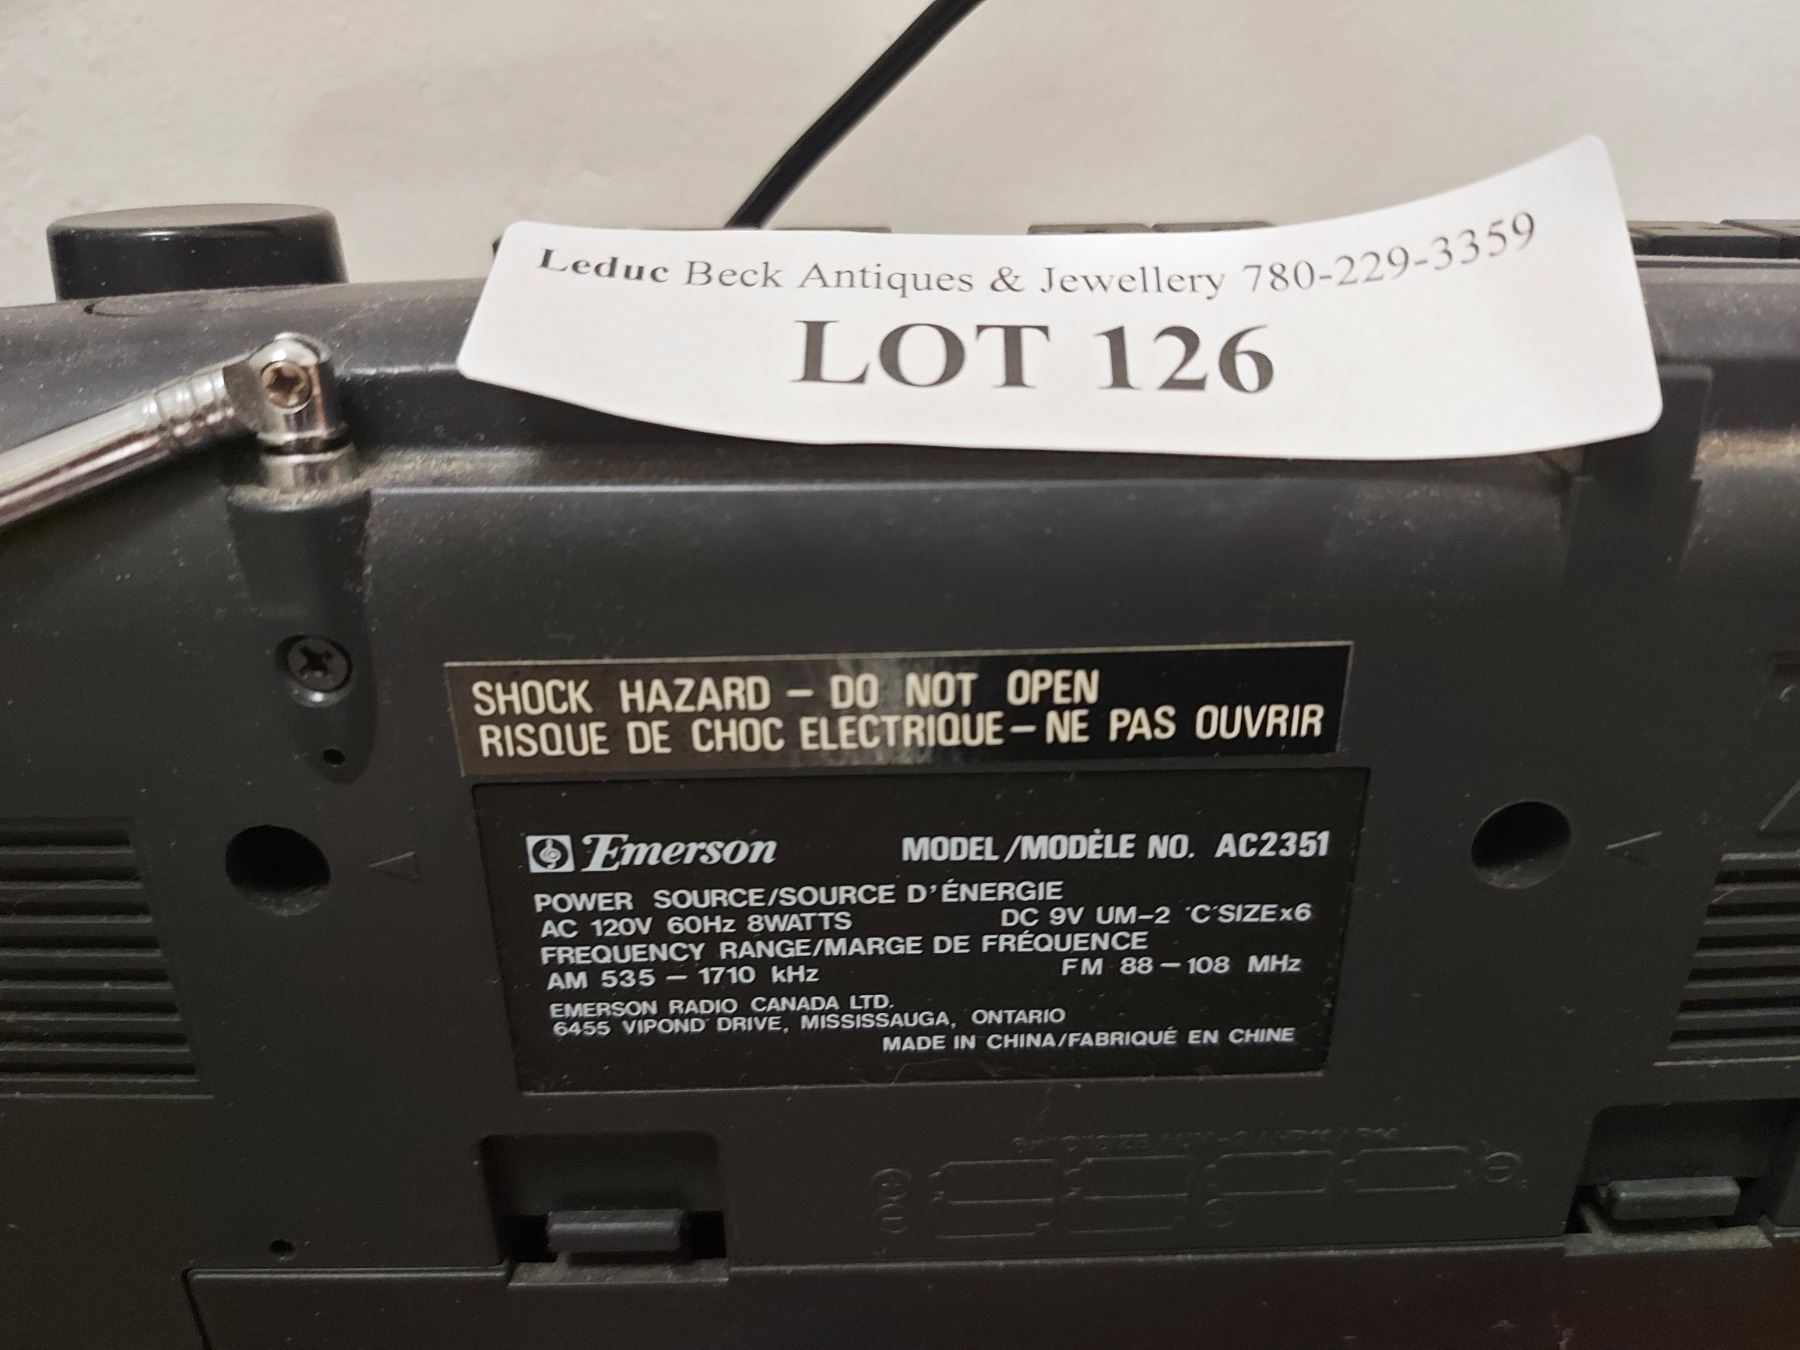 Leduc Beck Antiques & Jewellery 780-229-3359
LOT 126
SHOCK HAZARD – DO NOT OPEN
RISQUE DE CHOC ELECTRIQUE – NE PAS OUVRIR
Emerson MODEL/MODÈLE NO. AC2351
POWER SOURCE/SOURCE D'ÉNERGIE
AC 120V 60Hz 8WATTS DC 9V UM-2 'C'SIZEx6
FREQUENCY RANGE/MARGE DE FRÉQUENCE
AM 535 – 1710 kHz FM 88 – 108 MHz
EMERSON RADIO CANADA LTD.
6455 VIPOND DRIVE, MISSISSAUGA, ONTARIO
MADE IN CHINA/FABRIQUÉ EN CHINE